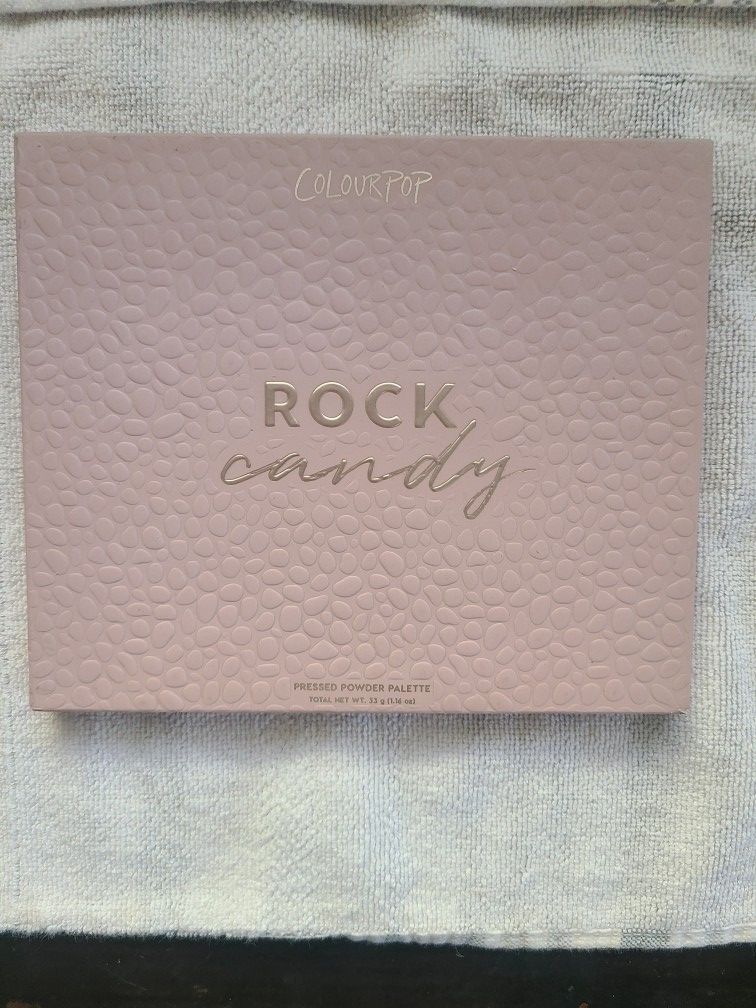 COLOURPOP
ROCK
candy
PRESSED POWDER PALETTE
TOTAL NET WT. 33 g (1.16 oz)